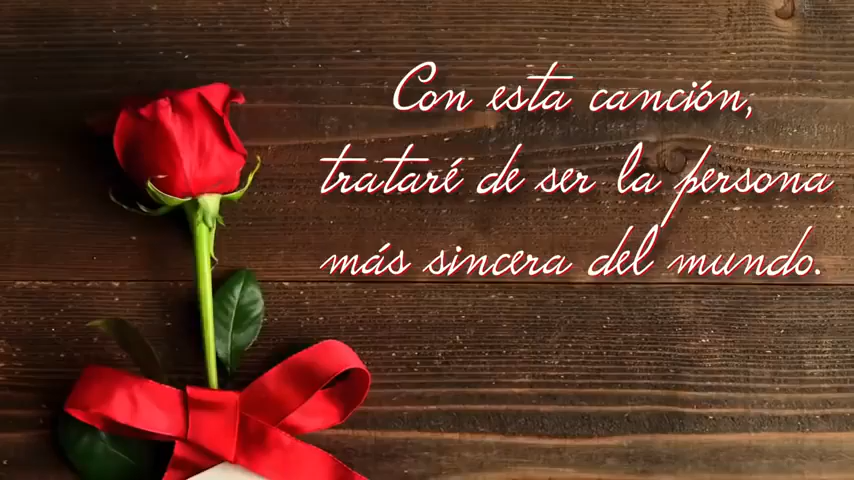 Con esta canción,
trataré de ser la persona
más sincera del mundo.